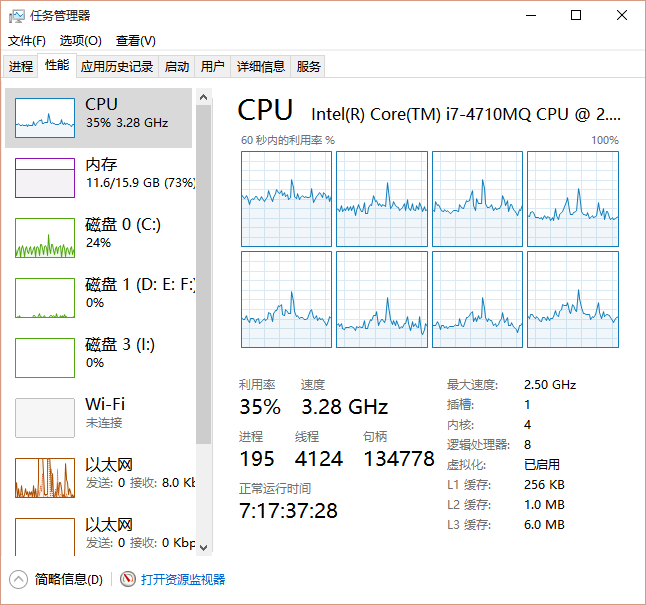 任务管理器
文件(F) 选项(O) 查看(V)
进程 性能 应用历史记录 启动 用户 详细信息 服务
CPU
35% 3.28 GHz
内存
11.6/15.9 GB (73%)
磁盘 0 (C:)
24%
磁盘 1 (D: E: F:)
0%
磁盘 3 (I:)
0%
Wi-Fi
未连接
以太网
发送: 0 接收: 8.0 Kb
以太网
发送: 0 接收: 0 Kbp
CPU Intel(R) Core(TM) i7-4710MQ CPU @ 2....
60 秒内的利用率 % 100%
利用率 速度
35% 3.28 GHz
进程 线程 句柄
195 4124 134778
正常运行时间
7:17:37:28
最大速度: 2.50 GHz
插槽: 1
内核: 4
逻辑处理器: 8
虚拟化: 已启用
L1 缓存: 256 KB
L2 缓存: 1.0 MB
L3 缓存: 6.0 MB
简略信息(D) 打开资源监视器